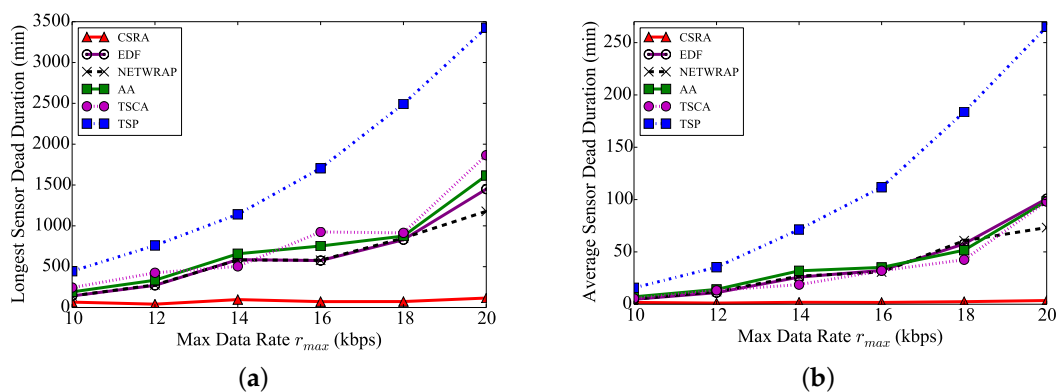 3500
3000
2500
2000
1500
1000
500
0
Longest Sensor Dead Duration (min)
CSRA
EDF
NETWRAP
AA
TSCA
TSP
10 12 14 16 18 20
Max Data Rate r_max (kbps)
(a)
250
200
150
100
50
0
Average Sensor Dead Duration (min)
CSRA
EDF
NETWRAP
AA
TSCA
TSP
10 12 14 16 18 20
Max Data Rate r_max (kbps)
(b)